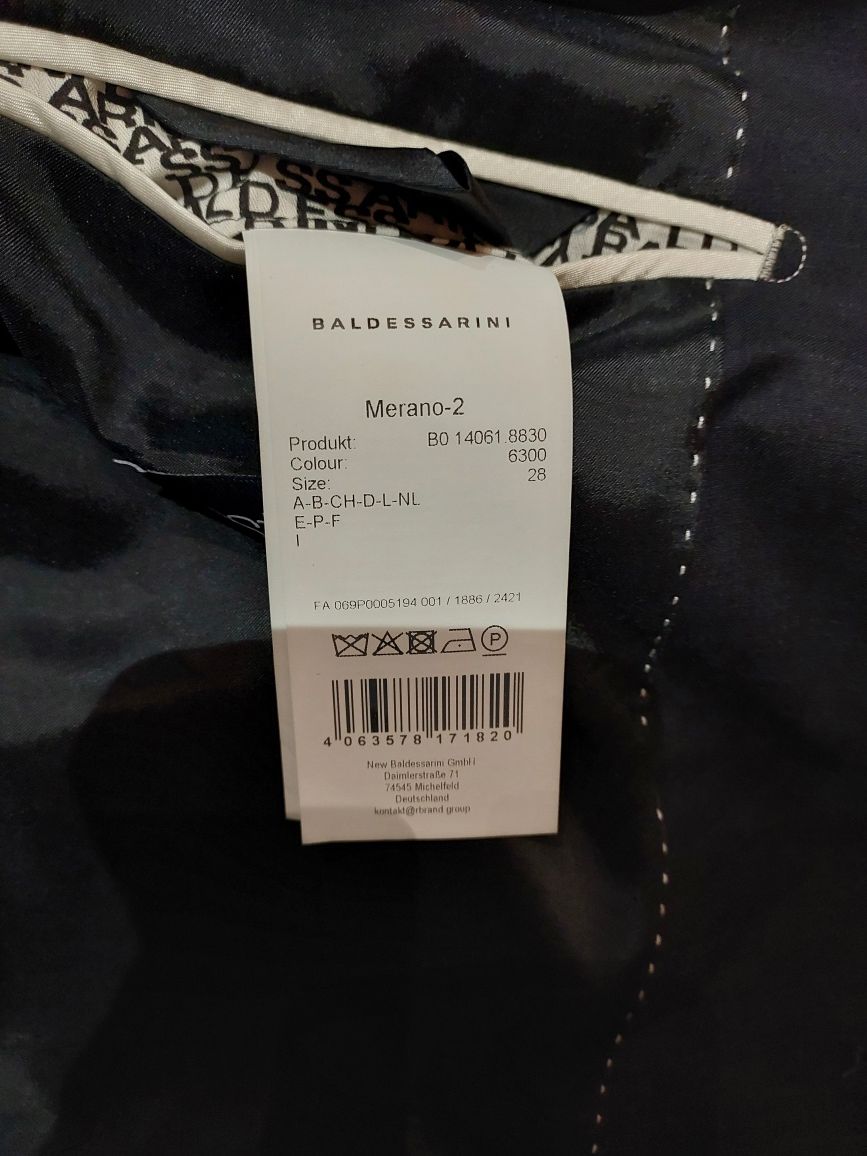 BALDESSARINI
Merano-2
Produkt: B0 14061.8830
Colour: 6300
Size: 28
A-B-CH-D-L-NL
E-P-F
I
FA 069P0005194 001 / 1886 / 2421
P
4 063578 171820
New Baldessarini GmbH
Daimlerstraße 71
74545 Michelfeld
Deutschland
kontakt@rbrand.group